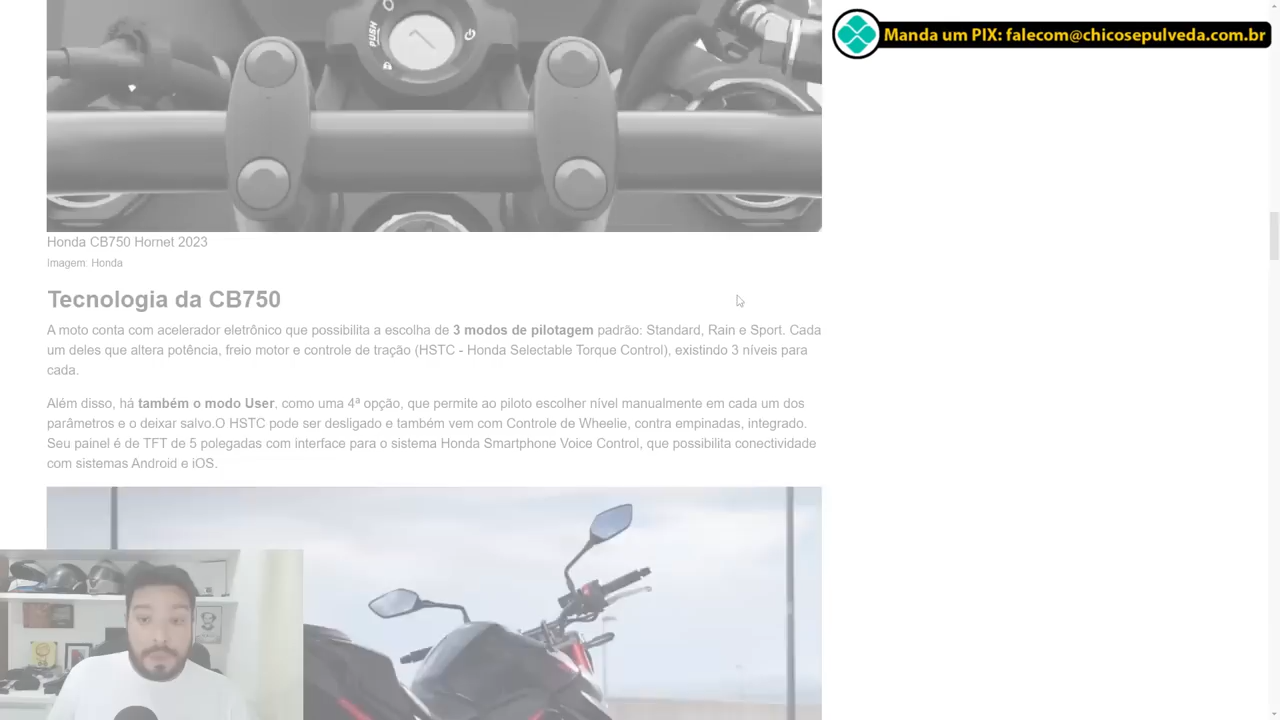 PUSH
Manda um PIX: falecom@chicosepulveda.com.br
Honda CB750 Hornet 2023
Imagem: Honda
Tecnologia da CB750
A moto conta com acelerador eletrônico que possibilita a escolha de 3 modos de pilotagem padrão: Standard, Rain e Sport. Cada
um deles que altera potência, freio motor e controle de tração (HSTC - Honda Selectable Torque Control), existindo 3 níveis para
cada.
Além disso, há também o modo User. como uma 4ª opção, que permite ao piloto escolher nível manualmente em cada um dos
parâmetros e o deixar salvo.O HSTC pode ser desligado e também vem com Controle de Wheelie, contra empinadas, integrado.
Seu painel é de TFT de 5 polegadas com interface para o sistema Honda Smartphone Voice Control, que possibilita conectividade
com sistemas Android e iOS.